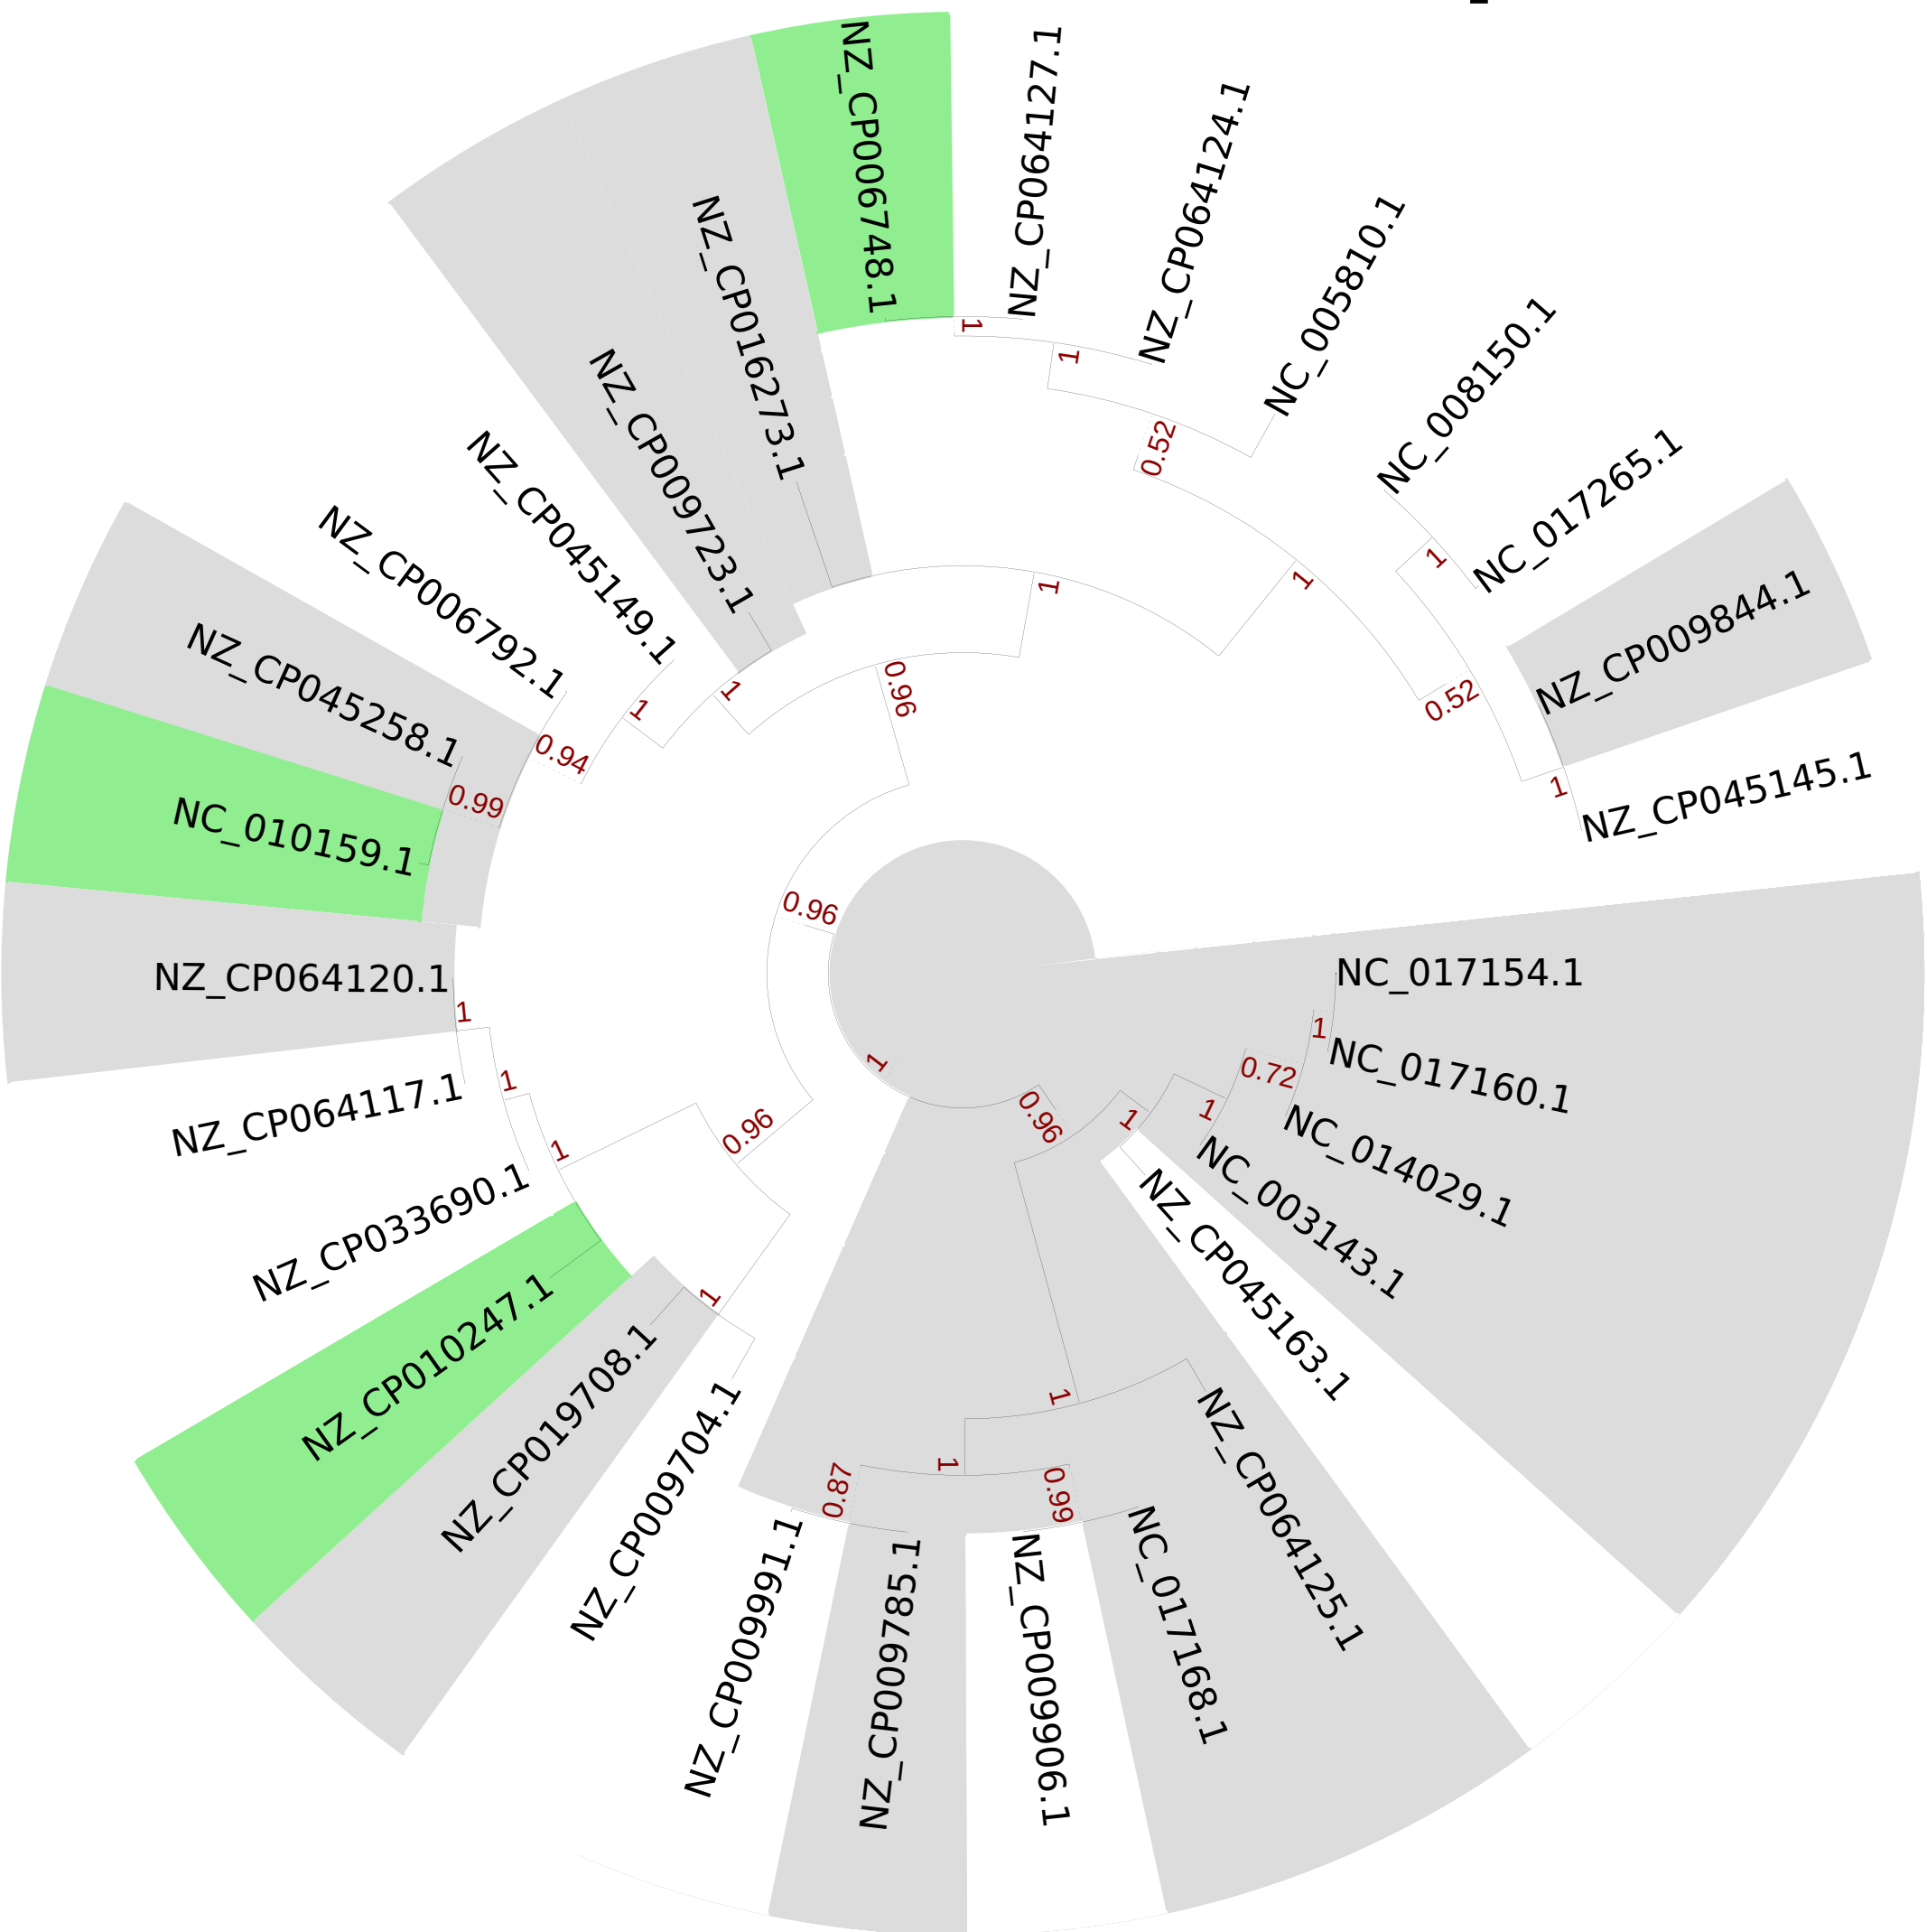 NZ_CP006748.1
NZ_CP064127.1
NZ_CP064124.1
NC_005810.1
NC_008150.1
NC_017265.1
NZ_CP009844.1
NZ_CP045145.1
NC_017154.1
NC_017160.1
NC_014029.1
NC_003143.1
NZ_CP045163.1
NZ_CP064125.1
NC_017168.1
NZ_CP009906.1
NZ_CP009785.1
NZ_CP009991.1
NZ_CP009704.1
NZ_CP019708.1
NZ_CP010247.1
NZ_CP033690.1
NZ_CP064117.1
NZ_CP064120.1
NC_010159.1
NZ_CP045258.1
NZ_CP006792.1
NZ_CP045149.1
NZ_CP009723.1
NZ_CP016273.1
1
1
0.52
1
1
0.52
1
1
0.96
1
1
0.94
0.99
0.96
1
1
1
1
0.96
1
0.96
1
1
0.72
1
1
1
0.87
0.99